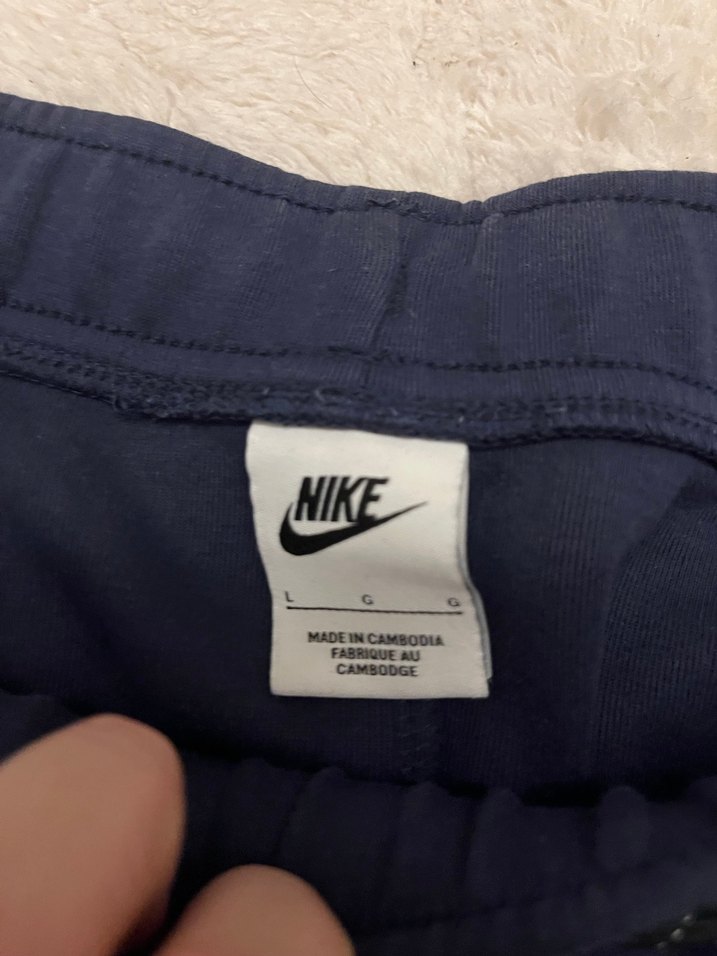 NIKE
L G G
MADE IN CAMBODIA
FABRIQUE AU
CAMBODGE